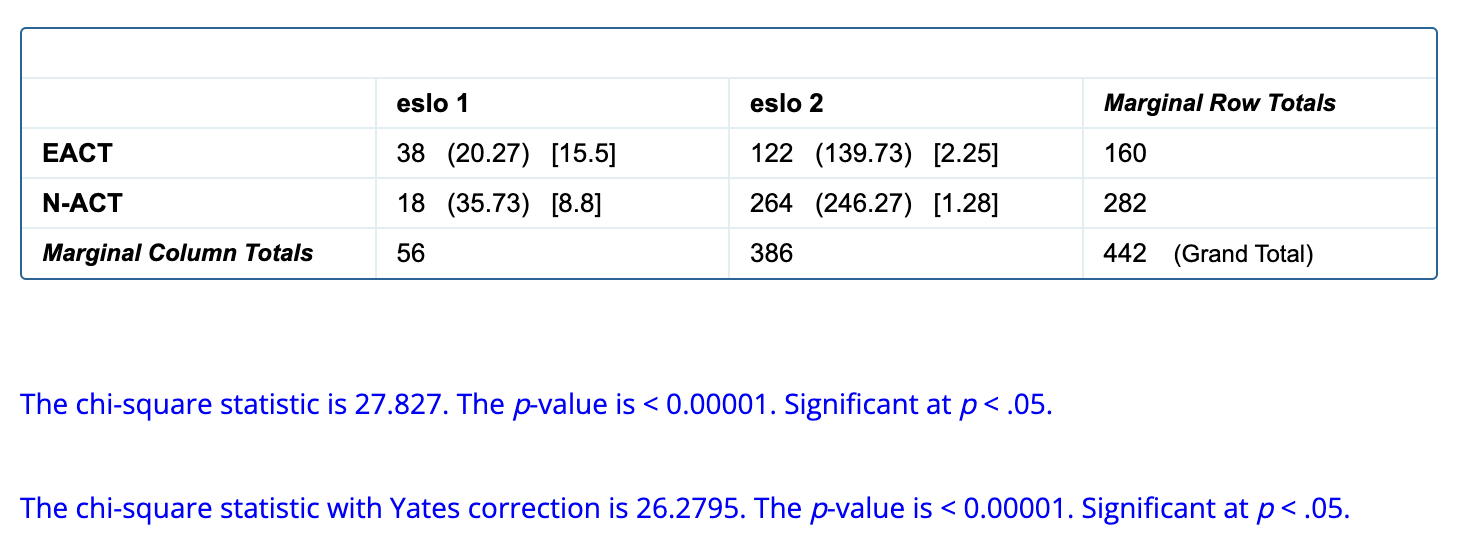 eslo 1 eslo 2 Marginal Row Totals
EACT 38 (20.27) [15.5] 122 (139.73) [2.25] 160
N-ACT 18 (35.73) [8.8] 264 (246.27) [1.28] 282
Marginal Column Totals 56 386 442 (Grand Total)
The chi-square statistic is 27.827. The p-value is < 0.00001. Significant at p < .05.
The chi-square statistic with Yates correction is 26.2795. The p-value is < 0.00001. Significant at p < .05.